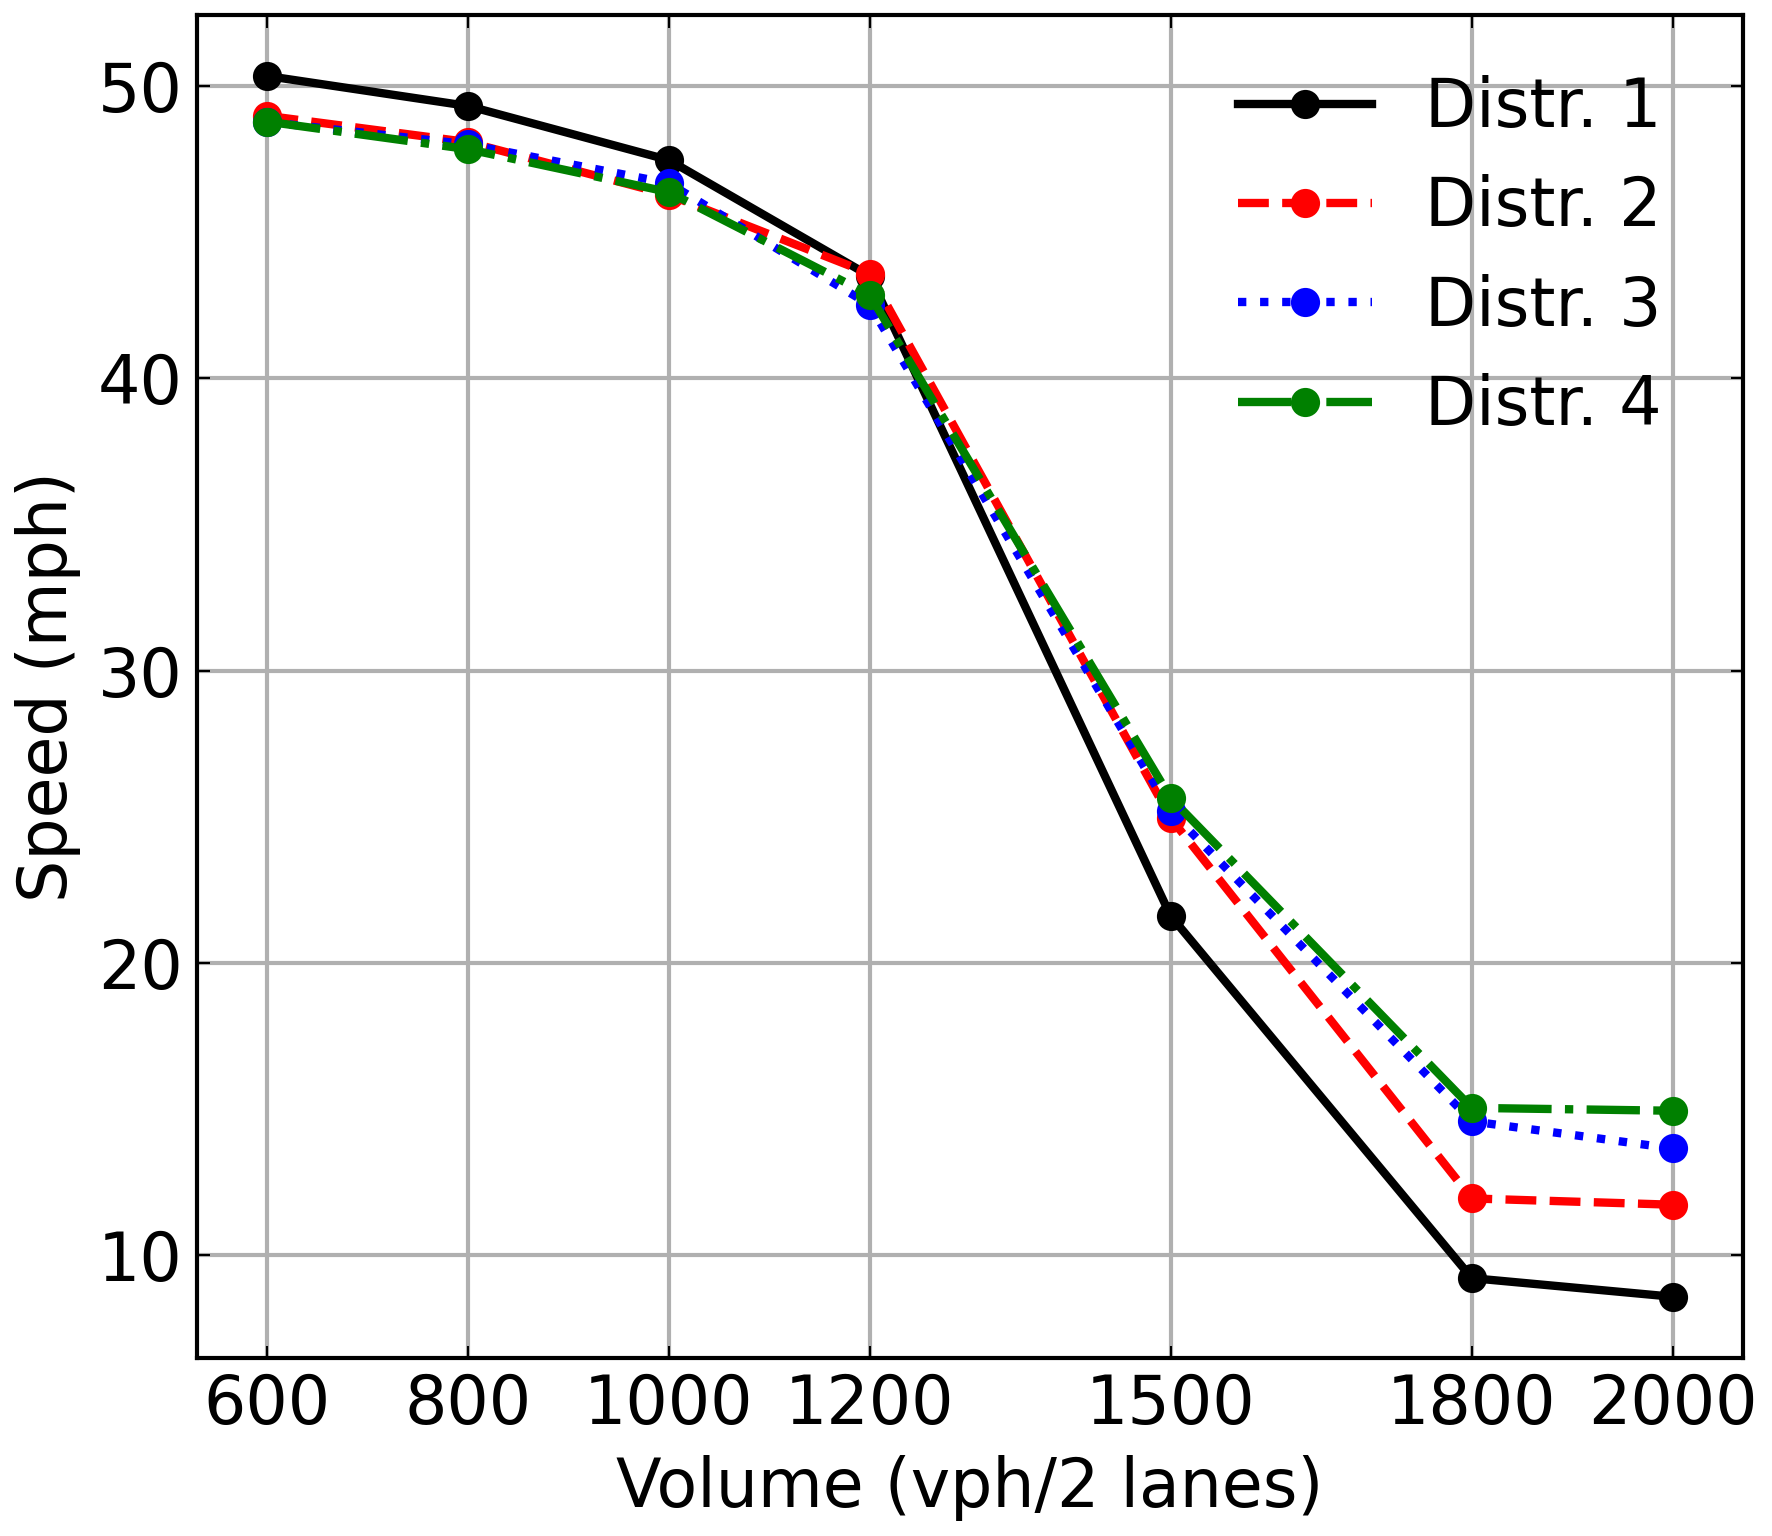 50
40
30
20
10
Speed (mph)
Distr. 1
Distr. 2
Distr. 3
Distr. 4
600 800 1000 1200 1500 1800 2000
Volume (vph/2 lanes)